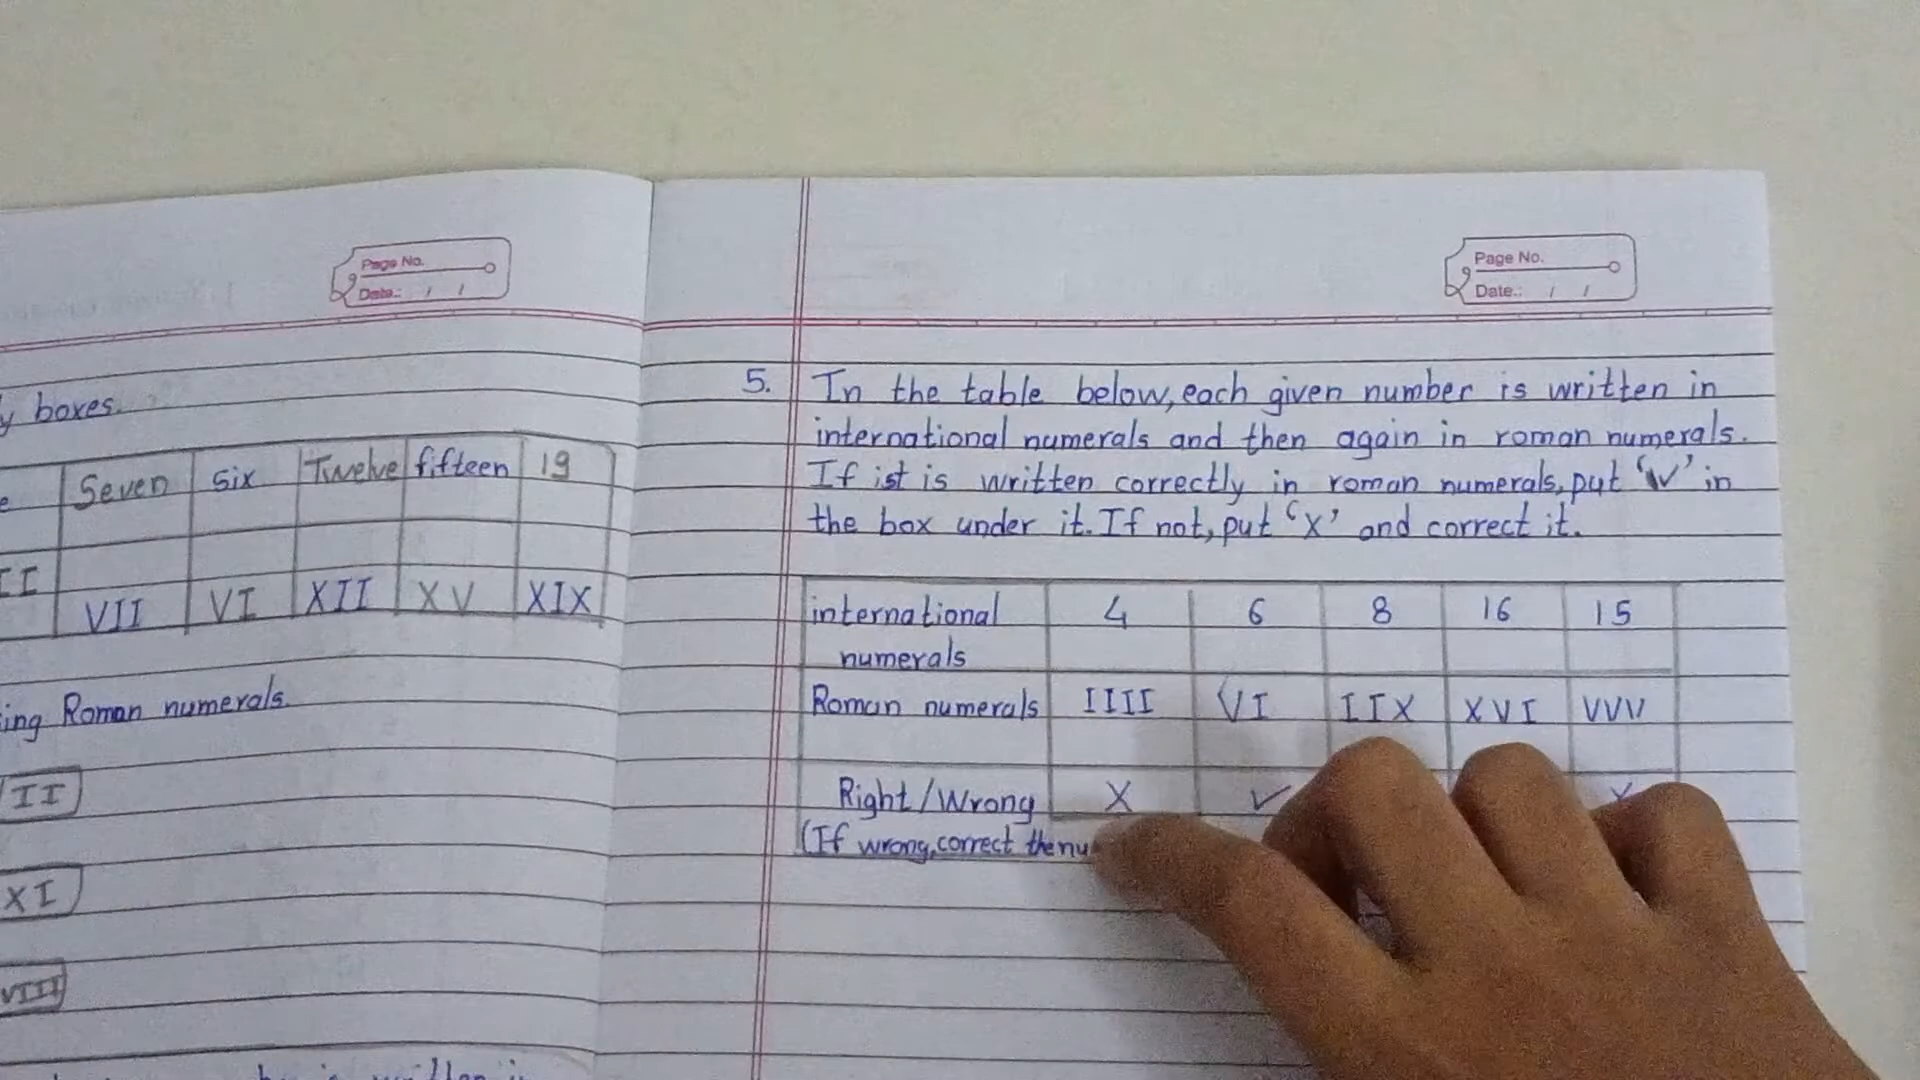 Page No.
Date.: / /
y boxes.
e Seven six Twelve fifteen 19
II VII VI XII XV XIX
ing Roman numerals.
II
XI
VIII
Page No.
Date.: / /
5. In the table below, each given number is written in
international numerals and then again in roman numerals.
If ist is written correctly in roman numerals, put '✓' in
the box under it. If not, put 'X' and correct it.
international 4 6 8 16 15
numerals
Roman numerals IIII VI IIX XVI VVV
Right/Wrong X ✓ X
(If wrong, correct the nu